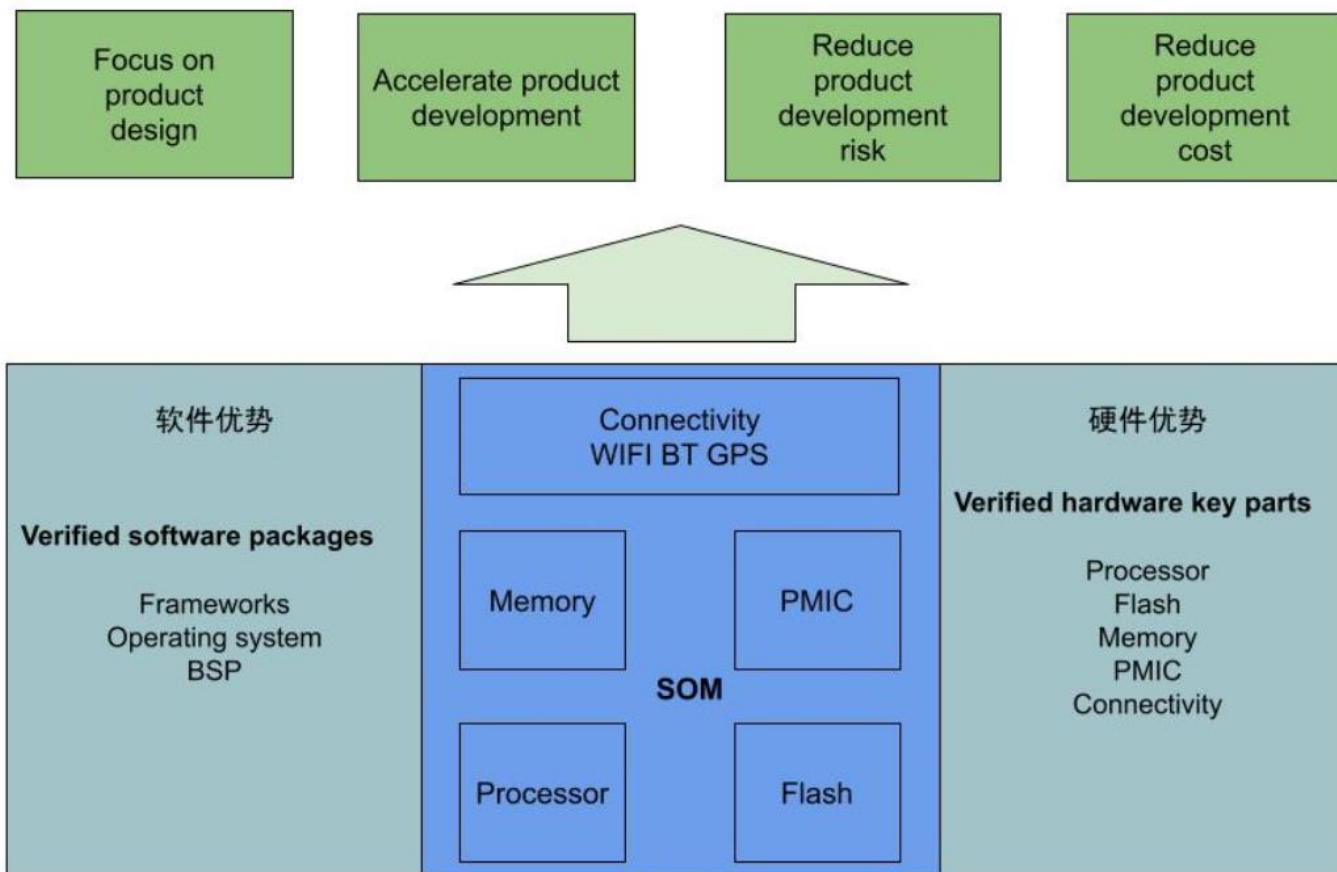 Focus on
product
design
Accelerate product
development
Reduce
product
development
risk
Reduce
product
development
cost
软件优势
Verified software packages
Frameworks
Operating system
BSP
Connectivity
WIFI BT GPS
Memory
PMIC
SOM
Processor
Flash
硬件优势
Verified hardware key parts
Processor
Flash
Memory
PMIC
Connectivity